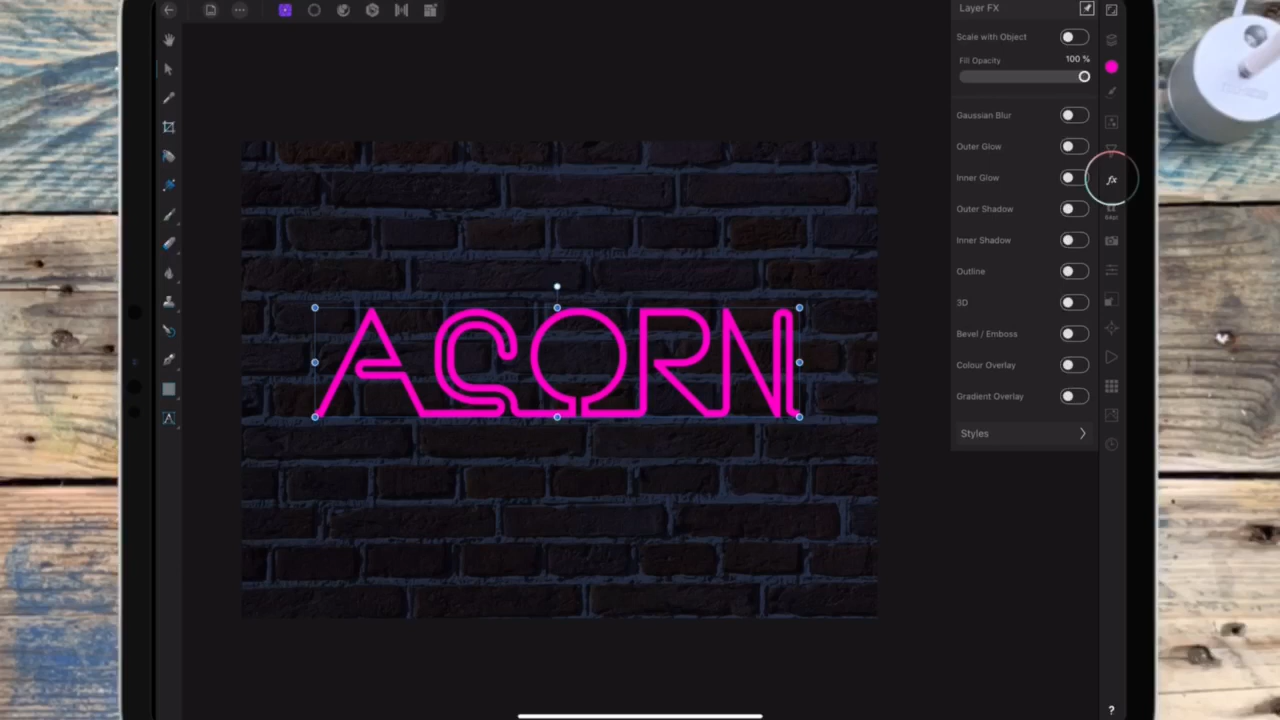 Layer FX
Scale with Object
Fill Opacity
100 %
Gaussian Blur
Outer Glow
Inner Glow
fx
Outer Shadow
Inner Shadow
Outline
3D
ACORN
Bevel / Emboss
Colour Overlay
Gradient Overlay
Styles
?